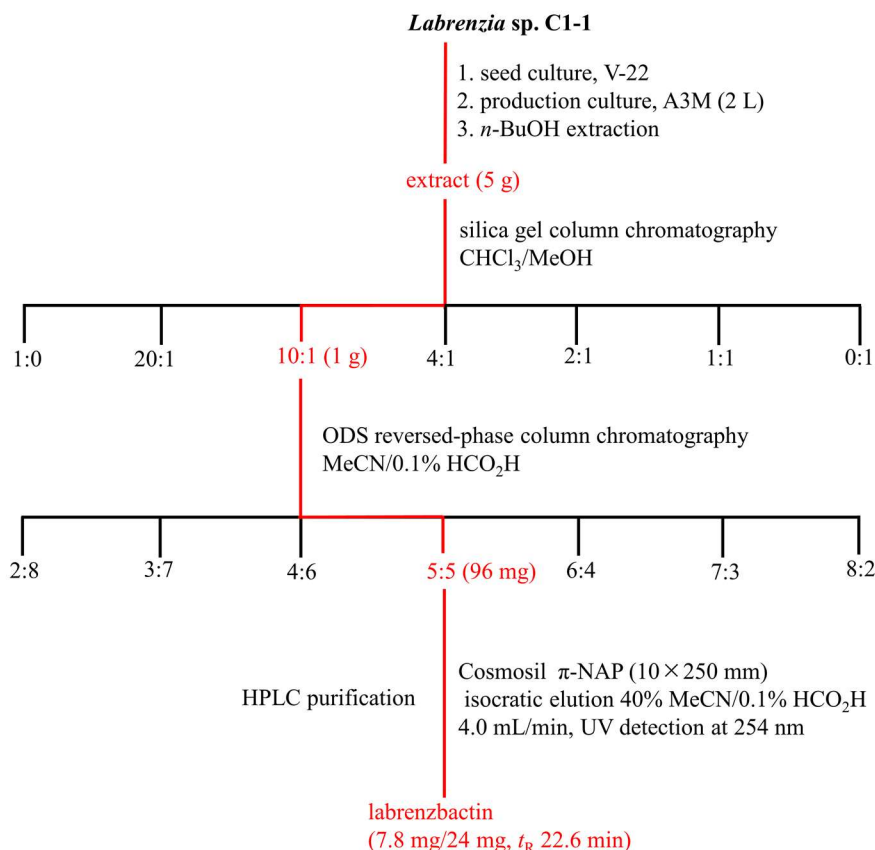 Labrenzia sp. C1-1
1. seed culture, V-22
2. production culture, A3M (2 L)
3. n-BuOH extraction
extract (5 g)
silica gel column chromatography
CHCl₃/MeOH
1:0 20:1 10:1 (1 g) 4:1 2:1 1:1 0:1
ODS reversed-phase column chromatography
MeCN/0.1% HCO₂H
2:8 3:7 4:6 5:5 (96 mg) 6:4 7:3 8:2
HPLC purification
Cosmosil π-NAP (10×250 mm)
isocratic elution 40% MeCN/0.1% HCO₂H
4.0 mL/min, UV detection at 254 nm
labrenzbactin
(7.8 mg/24 mg, tR 22.6 min)